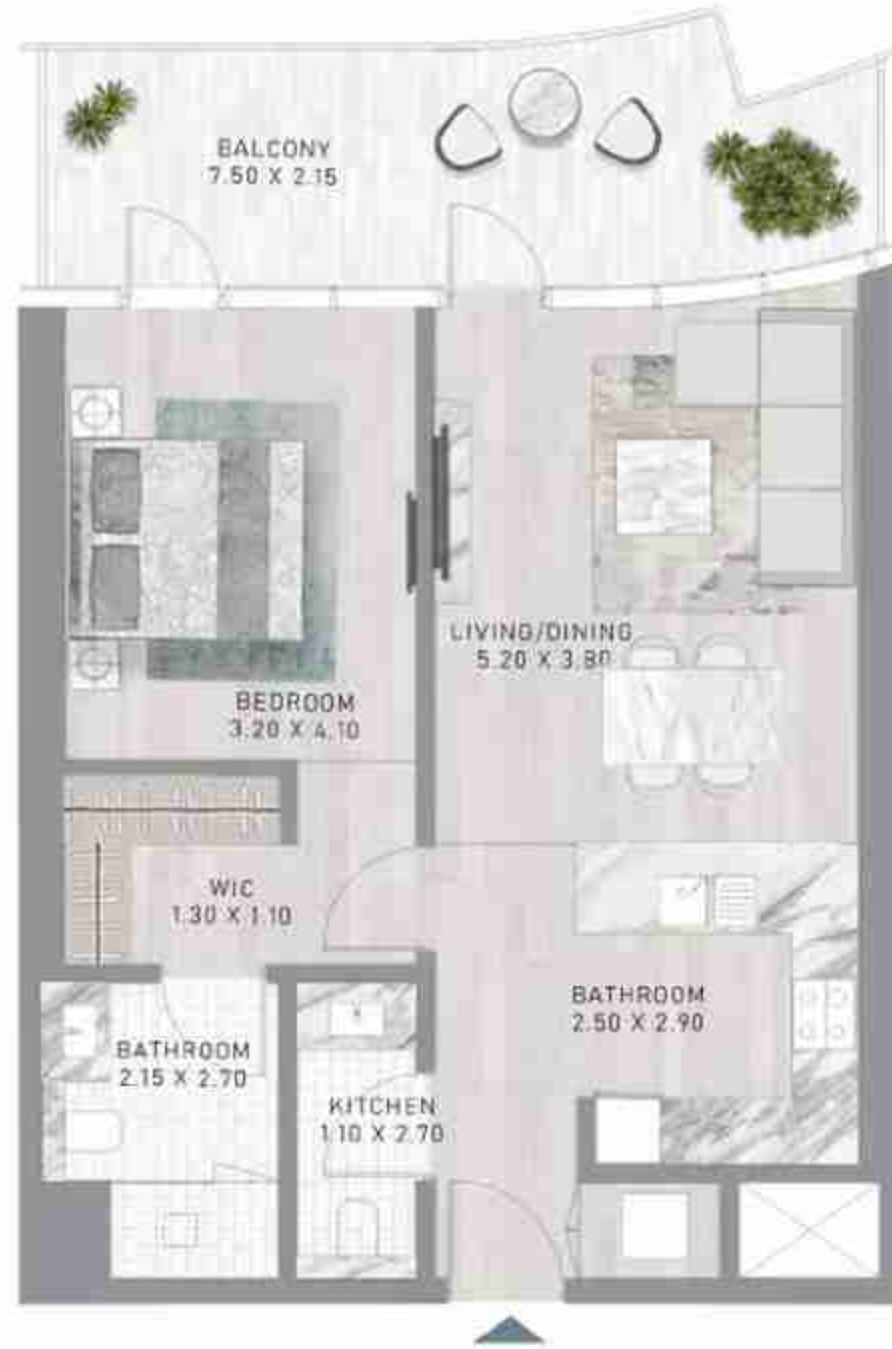 BALCONY
7.50 X 2.15
LIVING/DINING
5.20 X 3.80
BEDROOM
3.20 X 4.10
WIC
1.30 X 1.10
BATHROOM
2.50 X 2.90
BATHROOM
2.15 X 2.70
KITCHEN
1.10 X 2.70